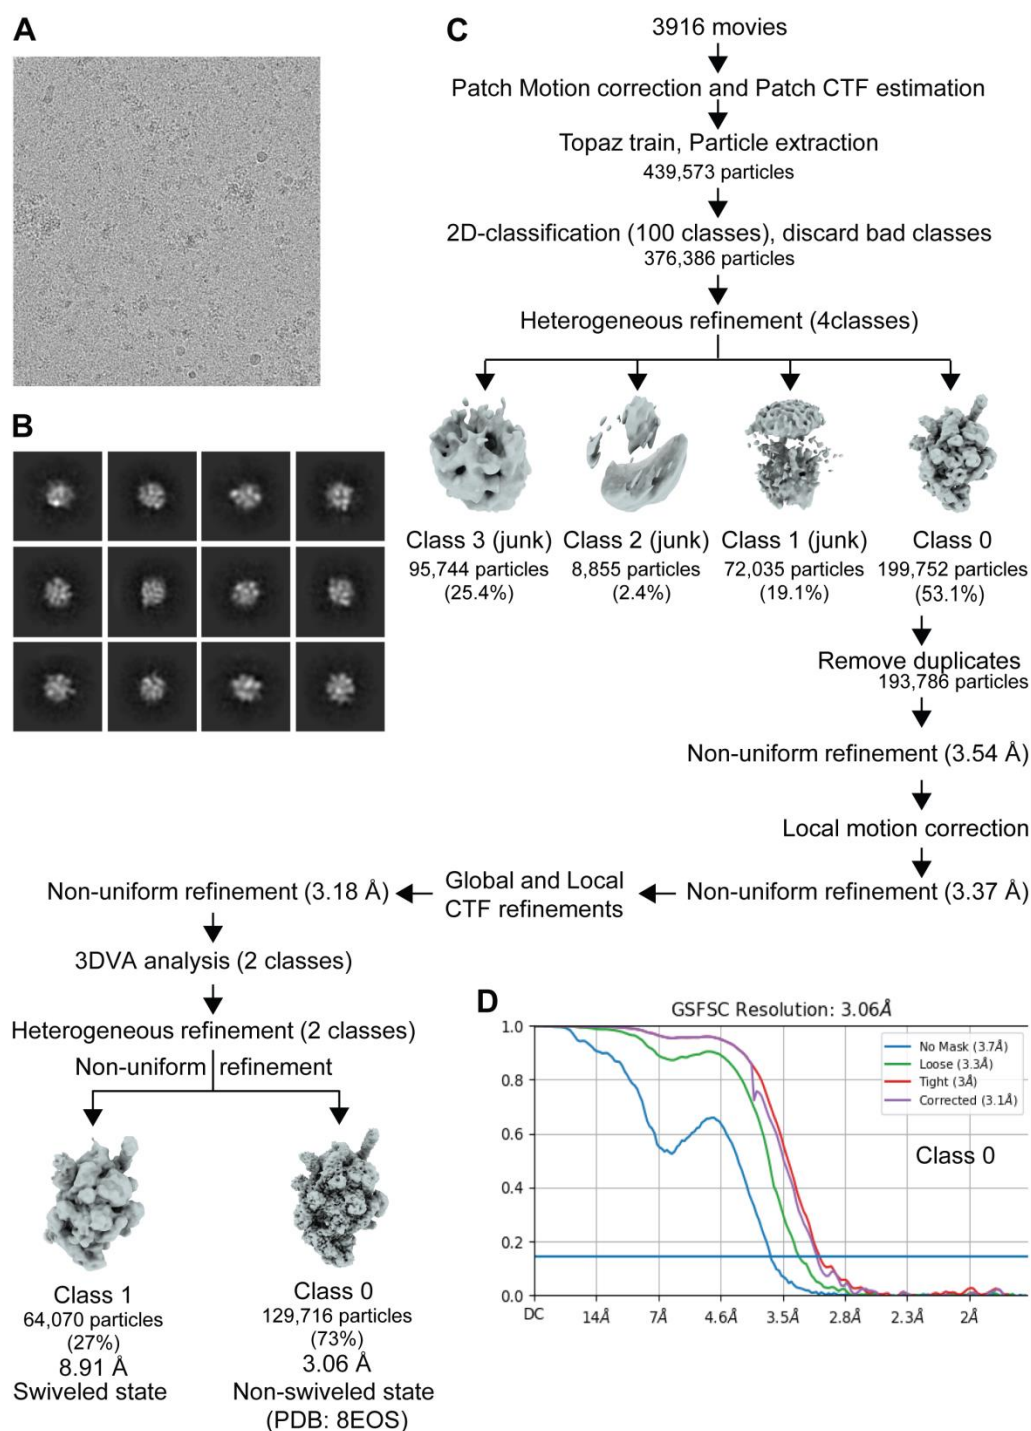 A
B
C
3916 movies
Patch Motion correction and Patch CTF estimation
Topaz train, Particle extraction
439,573 particles
2D-classification (100 classes), discard bad classes
376,386 particles
Heterogeneous refinement (4classes)
Class 3 (junk)
95,744 particles
(25.4%)
Class 2 (junk)
8,855 particles
(2.4%)
Class 1 (junk)
72,035 particles
(19.1%)
Class 0
199,752 particles
(53.1%)
Remove duplicates
193,786 particles
Non-uniform refinement (3.54 Å)
Local motion correction
Non-uniform refinement (3.37 Å)
Global and Local
CTF refinements
Non-uniform refinement (3.18 Å)
3DVA analysis (2 classes)
Heterogeneous refinement (2 classes)
Non-uniform refinement
Class 1
64,070 particles
(27%)
8.91 Å
Swiveled state
Class 0
129,716 particles
(73%)
3.06 Å
Non-swiveled state
(PDB: 8EOS)
D
GSFSC Resolution: 3.06Å
1.0
0.8
0.6
0.4
0.2
0.0
No Mask (3.7Å)
Loose (3.3Å)
Tight (3Å)
Corrected (3.1Å)
Class 0
DC 14Å 7Å 4.6Å 3.5Å 2.8Å 2.3Å 2Å